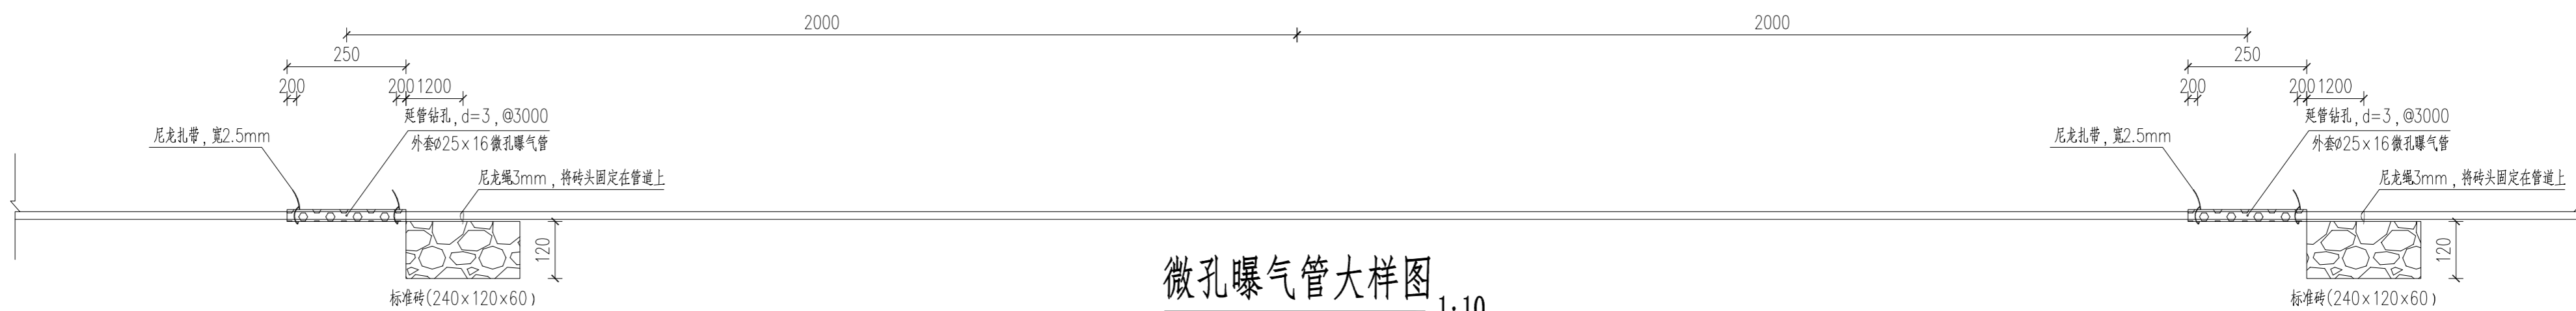 2000 2000
250 250
200 200 1200 200 200 1200
延管钻孔,d=3,@3000
外套ø25×16微孔曝气管
尼龙扎带,宽2.5mm
尼龙绳3mm,将砖头固定在管道上
120
标准砖(240×120×60)
延管钻孔,d=3,@3000
外套ø25×16微孔曝气管
尼龙扎带,宽2.5mm
尼龙绳3mm,将砖头固定在管道上
120
标准砖(240×120×60)
微孔曝气管大样图 1:10